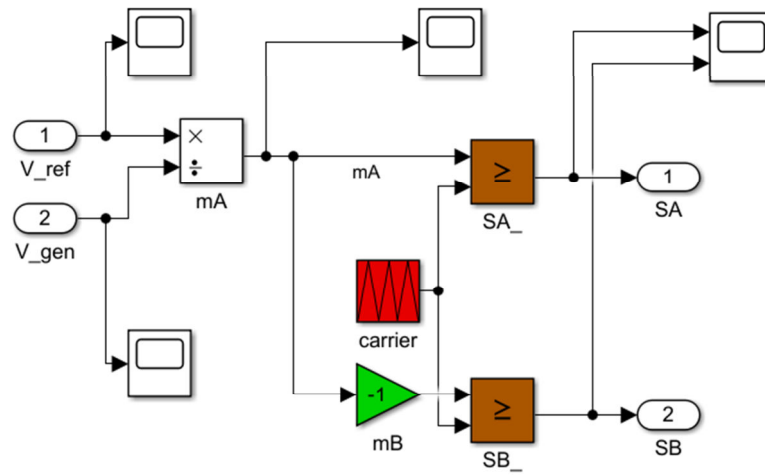 1
V_ref
2
V_gen
×
÷
mA
mA
≥
SA_
1
SA
carrier
-1
mB
≥
SB_
2
SB